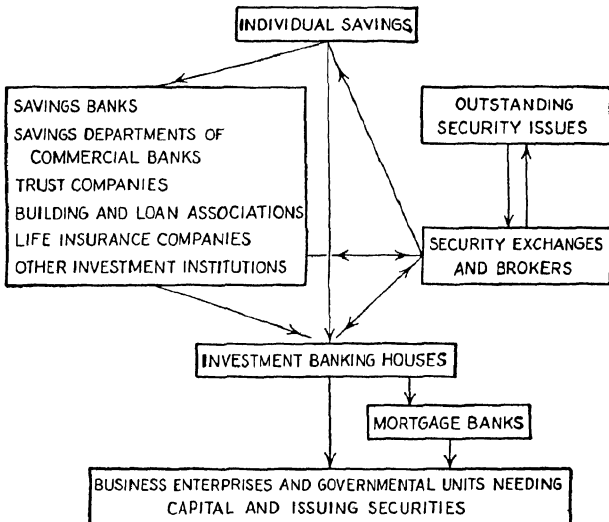 INDIVIDUAL SAVINGS
SAVINGS BANKS
SAVINGS DEPARTMENTS OF
COMMERCIAL BANKS
TRUST COMPANIES
BUILDING AND LOAN ASSOCIATIONS
LIFE INSURANCE COMPANIES
OTHER INVESTMENT INSTITUTIONS
OUTSTANDING
SECURITY ISSUES
SECURITY EXCHANGES
AND BROKERS
INVESTMENT BANKING HOUSES
MORTGAGE BANKS
BUSINESS ENTERPRISES AND GOVERNMENTAL UNITS NEEDING
CAPITAL AND ISSUING SECURITIES